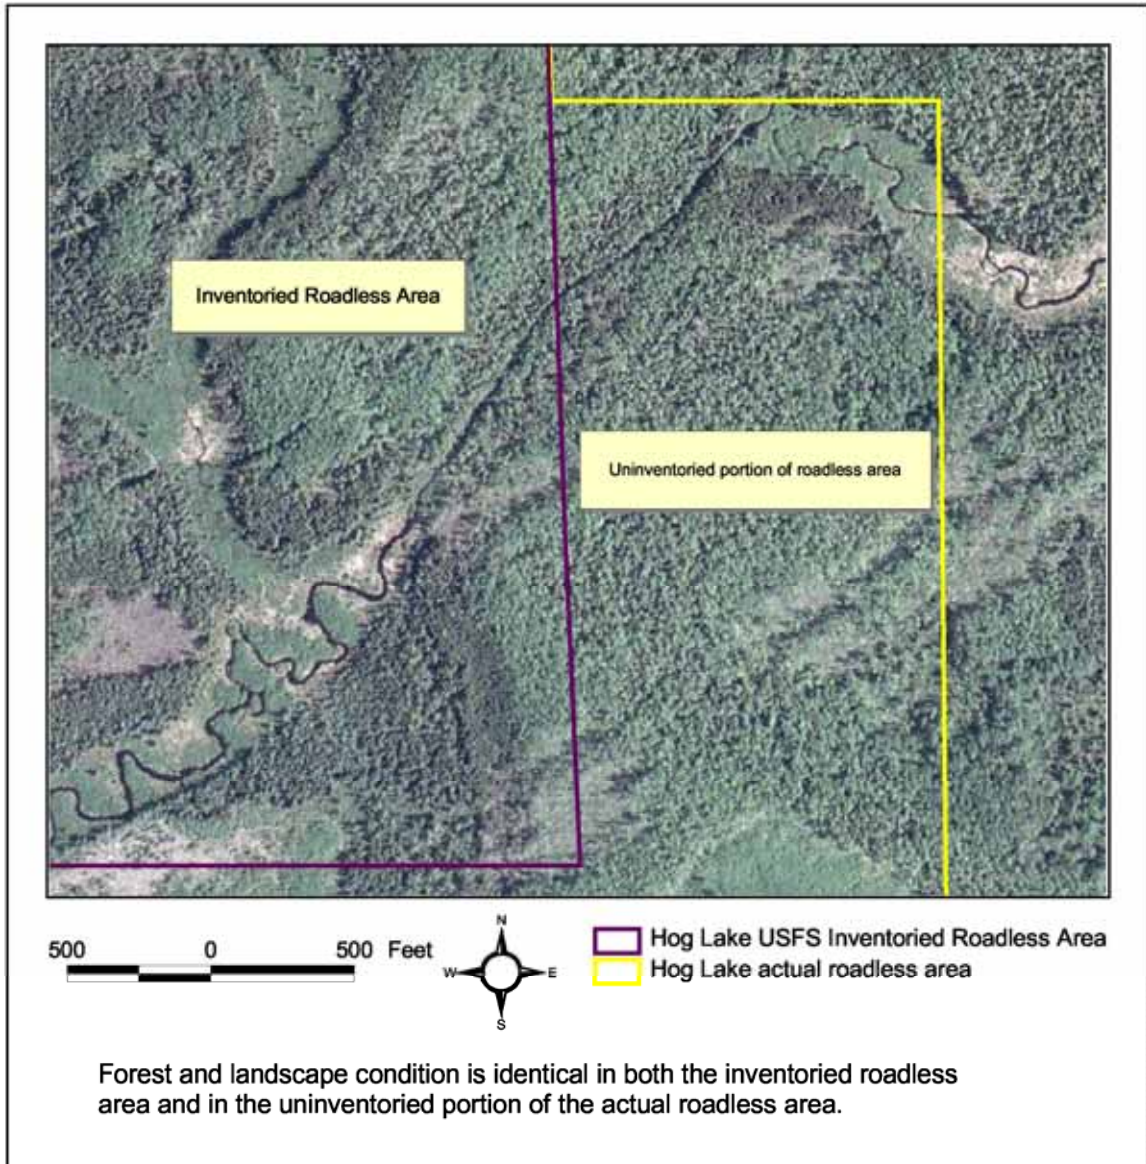 Inventoried Roadless Area
Uninventoried portion of roadless area
500 0 500 Feet
N
W E
S
Hog Lake USFS Inventoried Roadless Area
Hog Lake actual roadless area
Forest and landscape condition is identical in both the inventoried roadless
area and in the uninventoried portion of the actual roadless area.